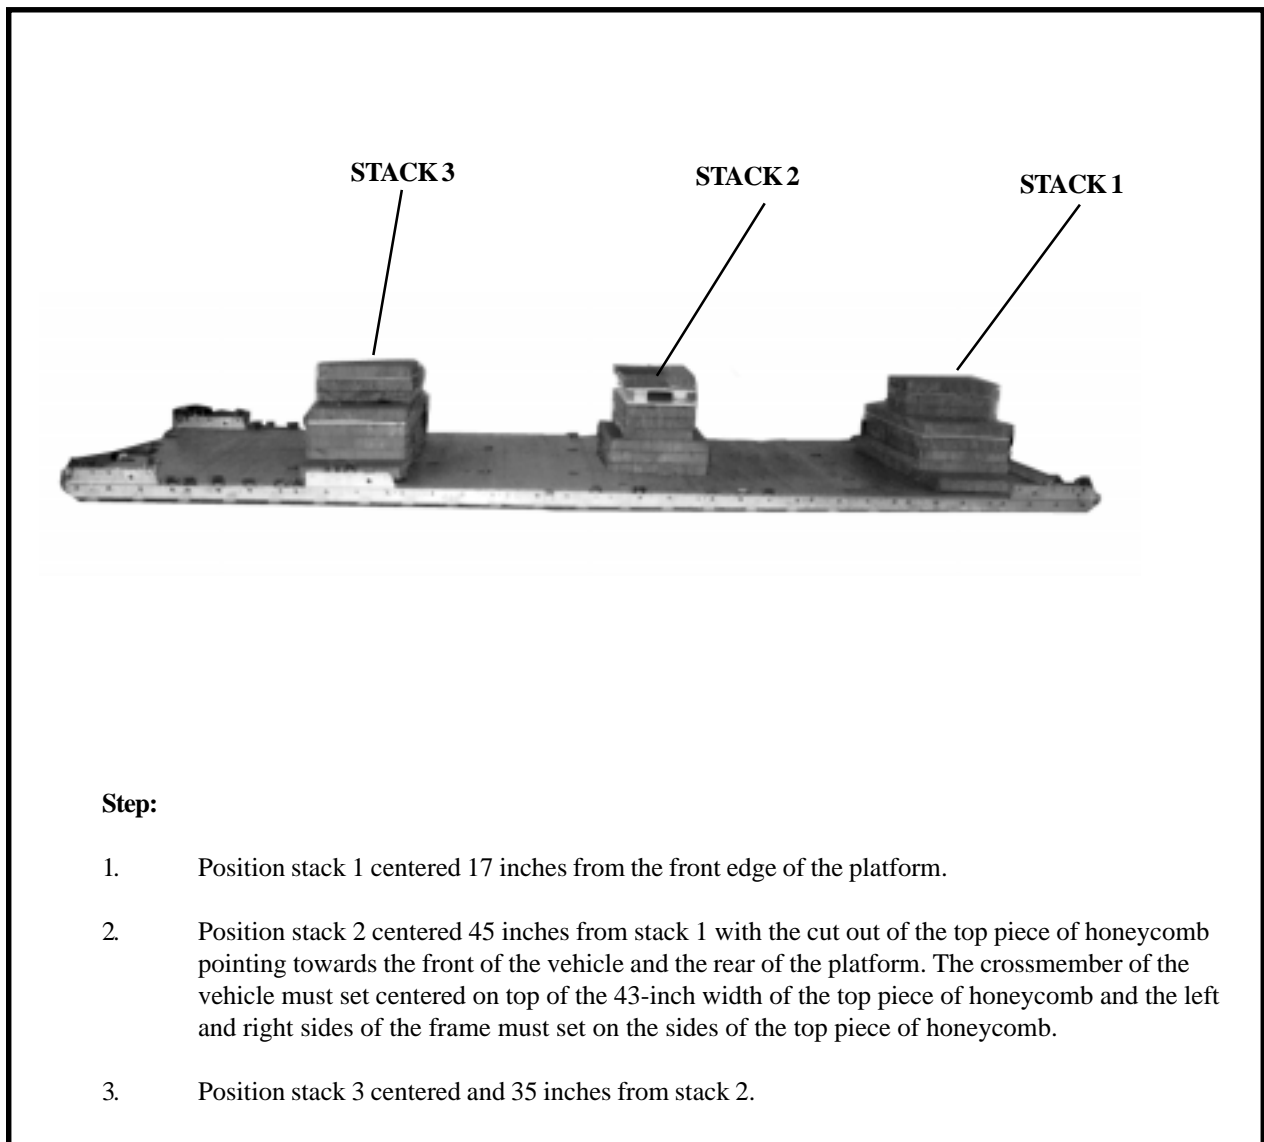 STACK 3
STACK 2
STACK 1
Step:
1. Position stack 1 centered 17 inches from the front edge of the platform.
2. Position stack 2 centered 45 inches from stack 1 with the cut out of the top piece of honeycomb
pointing towards the front of the vehicle and the rear of the platform. The crossmember of the
vehicle must set centered on top of the 43-inch width of the top piece of honeycomb and the left
and right sides of the frame must set on the sides of the top piece of honeycomb.
3. Position stack 3 centered and 35 inches from stack 2.